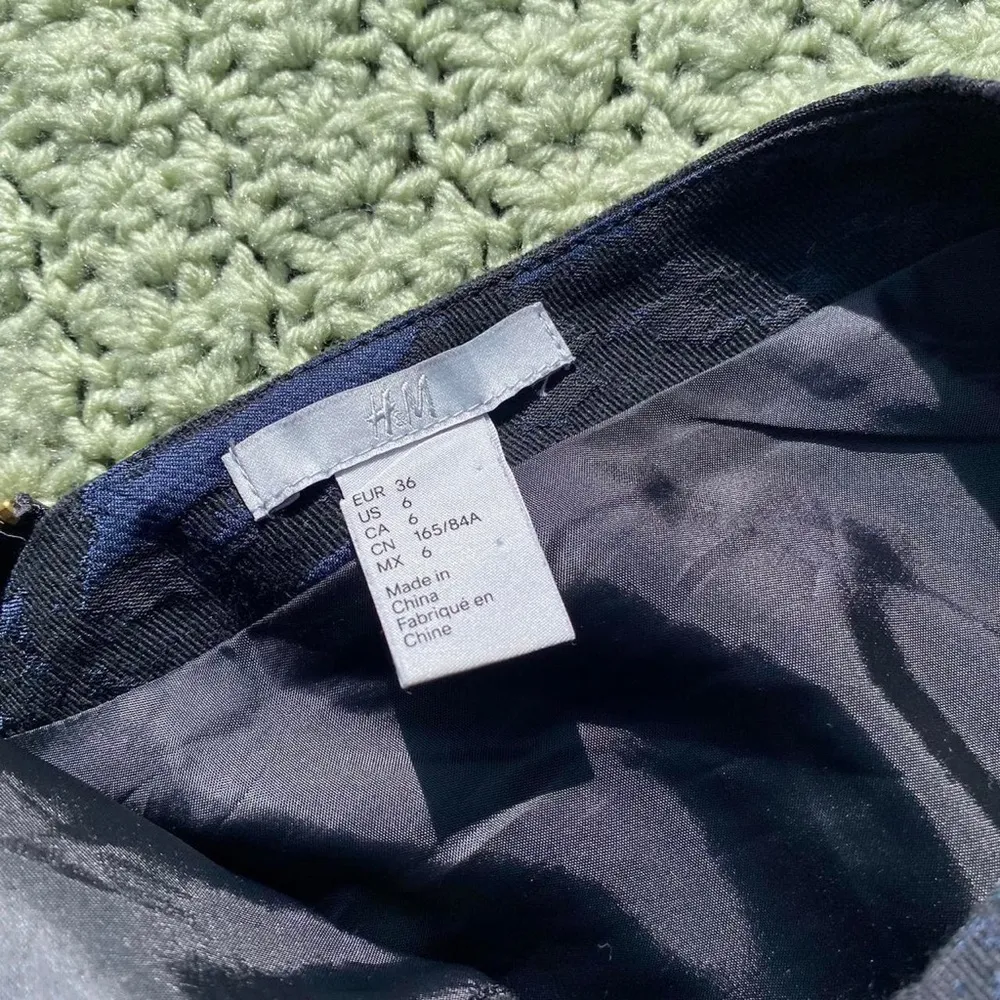 H&M
EUR 36
US 6
CA 6
CN 165/84A
MX 6
Made in
China
Fabriqué en
Chine